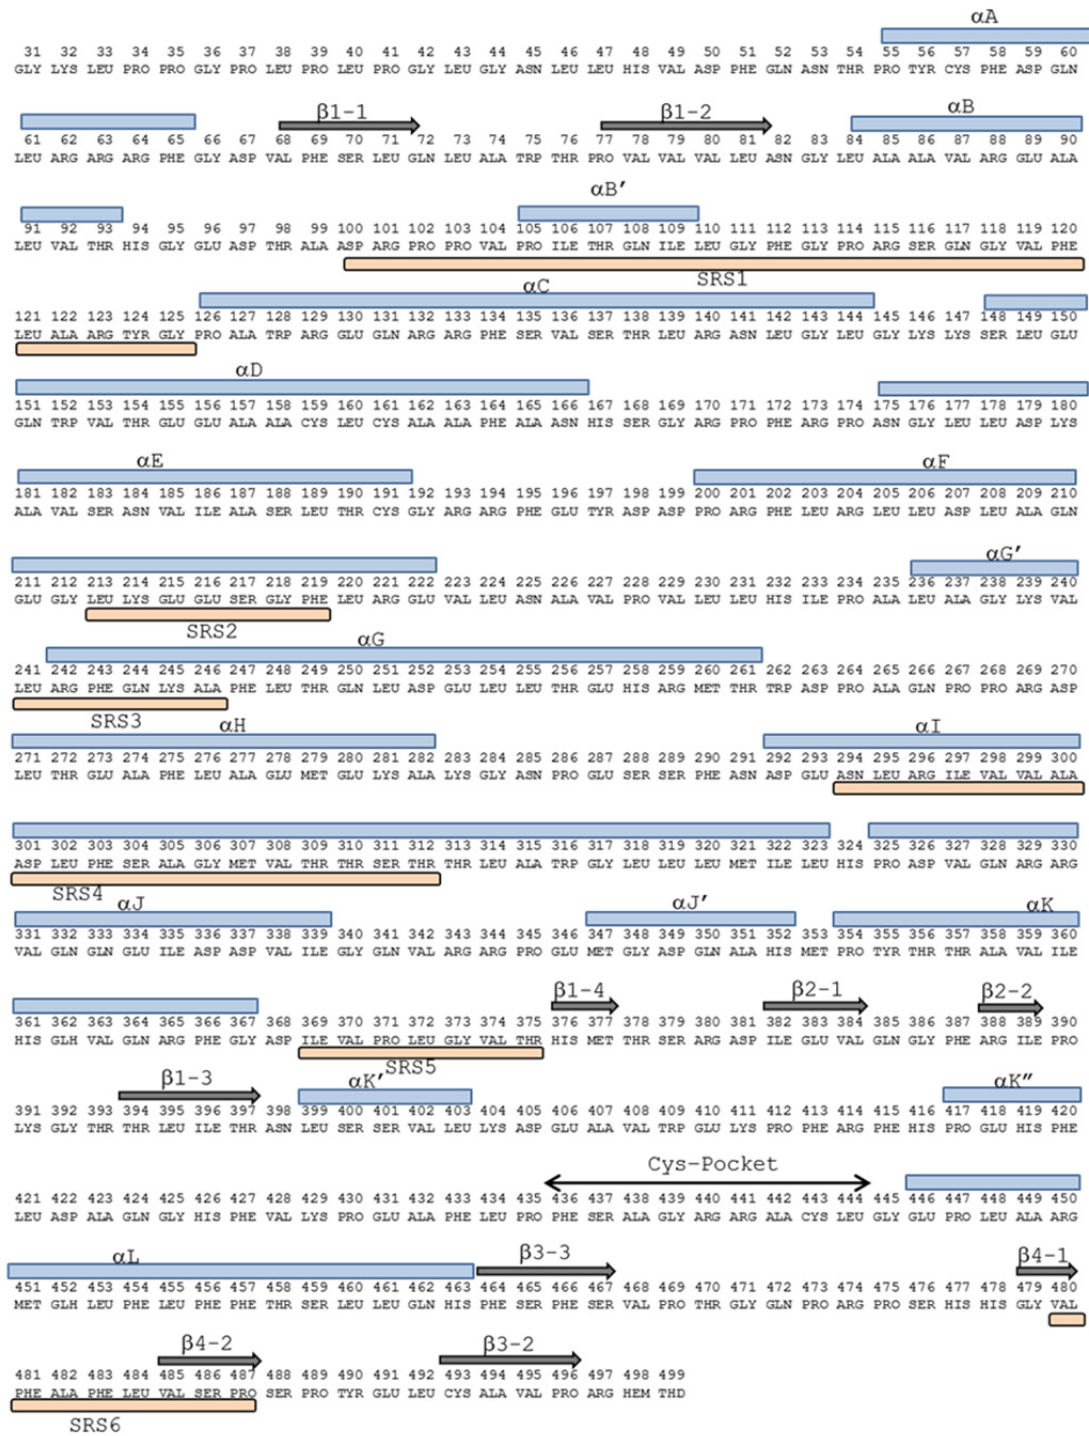 αA
31 32 33 34 35 36 37 38 39 40 41 42 43 44 45 46 47 48 49 50 51 52 53 54 55 56 57 58 59 60
GLY LYS LEU PRO PRO GLY PRO LEU PRO LEU PRO GLY LEU GLY ASN LEU LEU HIS VAL ASP PHE GLN ASN THR PRO TYR CYS PHE ASP GLN
β1-1 β1-2 αB
61 62 63 64 65 66 67 68 69 70 71 72 73 74 75 76 77 78 79 80 81 82 83 84 85 86 87 88 89 90
LEU ARG ARG ARG PHE GLY ASP VAL PHE SER LEU GLN LEU ALA TRP THR PRO VAL VAL VAL LEU ASN GLY LEU ALA ALA VAL ARG GLU ALA
αB′
91 92 93 94 95 96 97 98 99 100 101 102 103 104 105 106 107 108 109 110 111 112 113 114 115 116 117 118 119 120
LEU VAL THR HIS GLY GLU ASP THR ALA ASP ARG PRO PRO VAL PRO ILE THR GLN ILE LEU GLY PHE GLY PRO ARG SER GLN GLY VAL PHE
SRS1
αC
121 122 123 124 125 126 127 128 129 130 131 132 133 134 135 136 137 138 139 140 141 142 143 144 145 146 147 148 149 150
LEU ALA ARG TYR GLY PRO ALA TRP ARG GLU GLN ARG ARG PHE SER VAL SER THR LEU ARG ASN LEU GLY LEU GLY LYS LYS SER LEU GLU
αD
151 152 153 154 155 156 157 158 159 160 161 162 163 164 165 166 167 168 169 170 171 172 173 174 175 176 177 178 179 180
GLN TRP VAL THR GLU GLU ALA ALA CYS LEU CYS ALA ALA PHE ALA ASN HIS SER GLY ARG PRO PHE ARG PRO ASN GLY LEU LEU ASP LYS
αE αF
181 182 183 184 185 186 187 188 189 190 191 192 193 194 195 196 197 198 199 200 201 202 203 204 205 206 207 208 209 210
ALA VAL SER ASN VAL ILE ALA SER LEU THR CYS GLY ARG ARG PHE GLU TYR ASP ASP PRO ARG PHE LEU ARG LEU LEU ASP LEU ALA GLN
αG′
211 212 213 214 215 216 217 218 219 220 221 222 223 224 225 226 227 228 229 230 231 232 233 234 235 236 237 238 239 240
GLU GLY LEU LYS GLU GLU SER GLY PHE LEU ARG GLU VAL LEU ASN ALA VAL PRO VAL LEU LEU HIS ILE PRO ALA LEU ALA GLY LYS VAL
SRS2
αG
241 242 243 244 245 246 247 248 249 250 251 252 253 254 255 256 257 258 259 260 261 262 263 264 265 266 267 268 269 270
LEU ARG PHE GLN LYS ALA PHE LEU THR GLN LEU ASP GLU LEU LEU THR GLU HIS ARG MET THR TRP ASP PRO ALA GLN PRO PRO ARG ASP
SRS3
αH αI
271 272 273 274 275 276 277 278 279 280 281 282 283 284 285 286 287 288 289 290 291 292 293 294 295 296 297 298 299 300
LEU THR GLU ALA PHE LEU ALA GLU MET GLU LYS ALA LYS GLY ASN PRO GLU SER SER PHE ASN ASP GLU ASN LEU ARG ILE VAL VAL ALA
301 302 303 304 305 306 307 308 309 310 311 312 313 314 315 316 317 318 319 320 321 322 323 324 325 326 327 328 329 330
ASP LEU PHE SER ALA GLY MET VAL THR THR SER THR THR LEU ALA TRP GLY LEU LEU LEU MET ILE LEU HIS PRO ASP VAL GLN ARG ARG
SRS4
αJ αJ′ αK
331 332 333 334 335 336 337 338 339 340 341 342 343 344 345 346 347 348 349 350 351 352 353 354 355 356 357 358 359 360
VAL GLN GLN GLU ILE ASP ASP VAL ILE GLY GLN VAL ARG ARG PRO GLU MET GLY ASP GLN ALA HIS MET PRO TYR THR THR ALA VAL ILE
β1-4 β2-1 β2-2
361 362 363 364 365 366 367 368 369 370 371 372 373 374 375 376 377 378 379 380 381 382 383 384 385 386 387 388 389 390
HIS GLH VAL GLN ARG PHE GLY ASP ILE VAL PRO LEU GLY VAL THR HIS MET THR SER ARG ASP ILE GLU VAL GLN GLY PHE ARG ILE PRO
SRS5
β1-3 αK′ αK″
391 392 393 394 395 396 397 398 399 400 401 402 403 404 405 406 407 408 409 410 411 412 413 414 415 416 417 418 419 420
LYS GLY THR THR LEU ILE THR ASN LEU SER SER VAL LEU LYS ASP GLU ALA VAL TRP GLU LYS PRO PHE ARG PHE HIS PRO GLU HIS PHE
Cys-Pocket
421 422 423 424 425 426 427 428 429 430 431 432 433 434 435 436 437 438 439 440 441 442 443 444 445 446 447 448 449 450
LEU ASP ALA GLN GLY HIS PHE VAL LYS PRO GLU ALA PHE LEU PRO PHE SER ALA GLY ARG ARG ALA CYS LEU GLY GLU PRO LEU ALA ARG
αL β3-3 β4-1
451 452 453 454 455 456 457 458 459 460 461 462 463 464 465 466 467 468 469 470 471 472 473 474 475 476 477 478 479 480
MET GLH LEU PHE LEU PHE PHE THR SER LEU LEU GLN HIS PHE SER PHE SER VAL PRO THR GLY GLN PRO ARG PRO SER HIS HIS GLY VAL
β4-2 β3-2
481 482 483 484 485 486 487 488 489 490 491 492 493 494 495 496 497 498 499
PHE ALA PHE LEU VAL SER PRO SER PRO TYR GLU LEU CYS ALA VAL PRO ARG HEM THD
SRS6